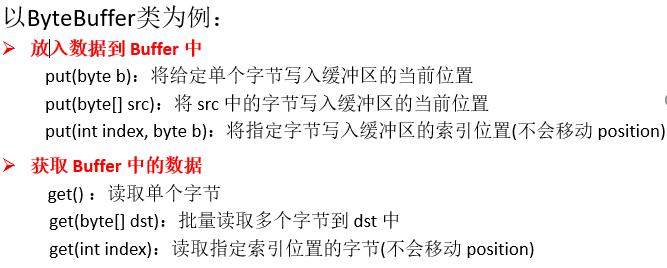 以ByteBuffer类为例：
➢ 放入数据到 Buffer 中
put(byte b)：将给定单个字节写入缓冲区的当前位置
put(byte[] src)：将 src 中的字节写入缓冲区的当前位置
put(int index, byte b)：将指定字节写入缓冲区的索引位置(不会移动 position)
➢ 获取 Buffer 中的数据
get() ：读取单个字节
get(byte[] dst)：批量读取多个字节到 dst 中
get(int index)：读取指定索引位置的字节(不会移动 position)